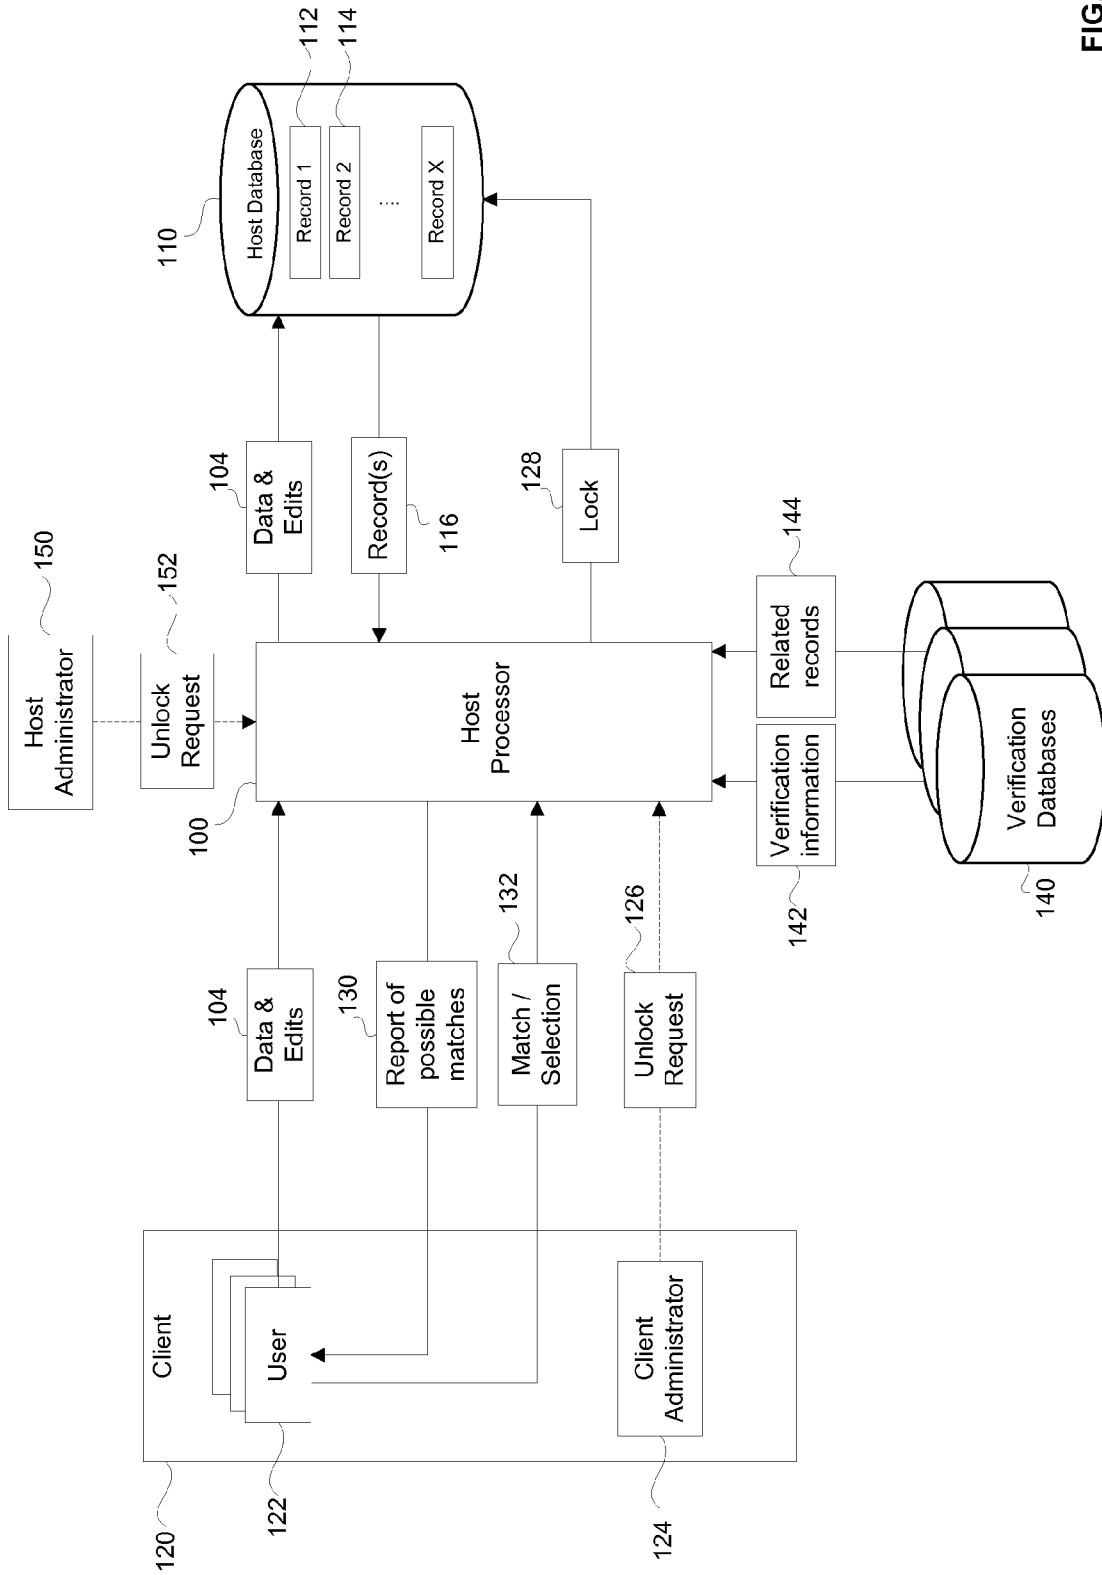 Host
Administrator
150
Unlock
Request
152
100
Host
Processor
Client
120
User
122
Client
Administrator
124
104
Data &
Edits
130
Report of
possible
matches
132
Match /
Selection
126
Unlock
Request
104
Data &
Edits
Record(s)
116
128
Lock
110
Host Database
Record 1
112
Record 2
114
....
Record X
Verification
information
142
Related
records
144
Verification
Databases
140
FIG.